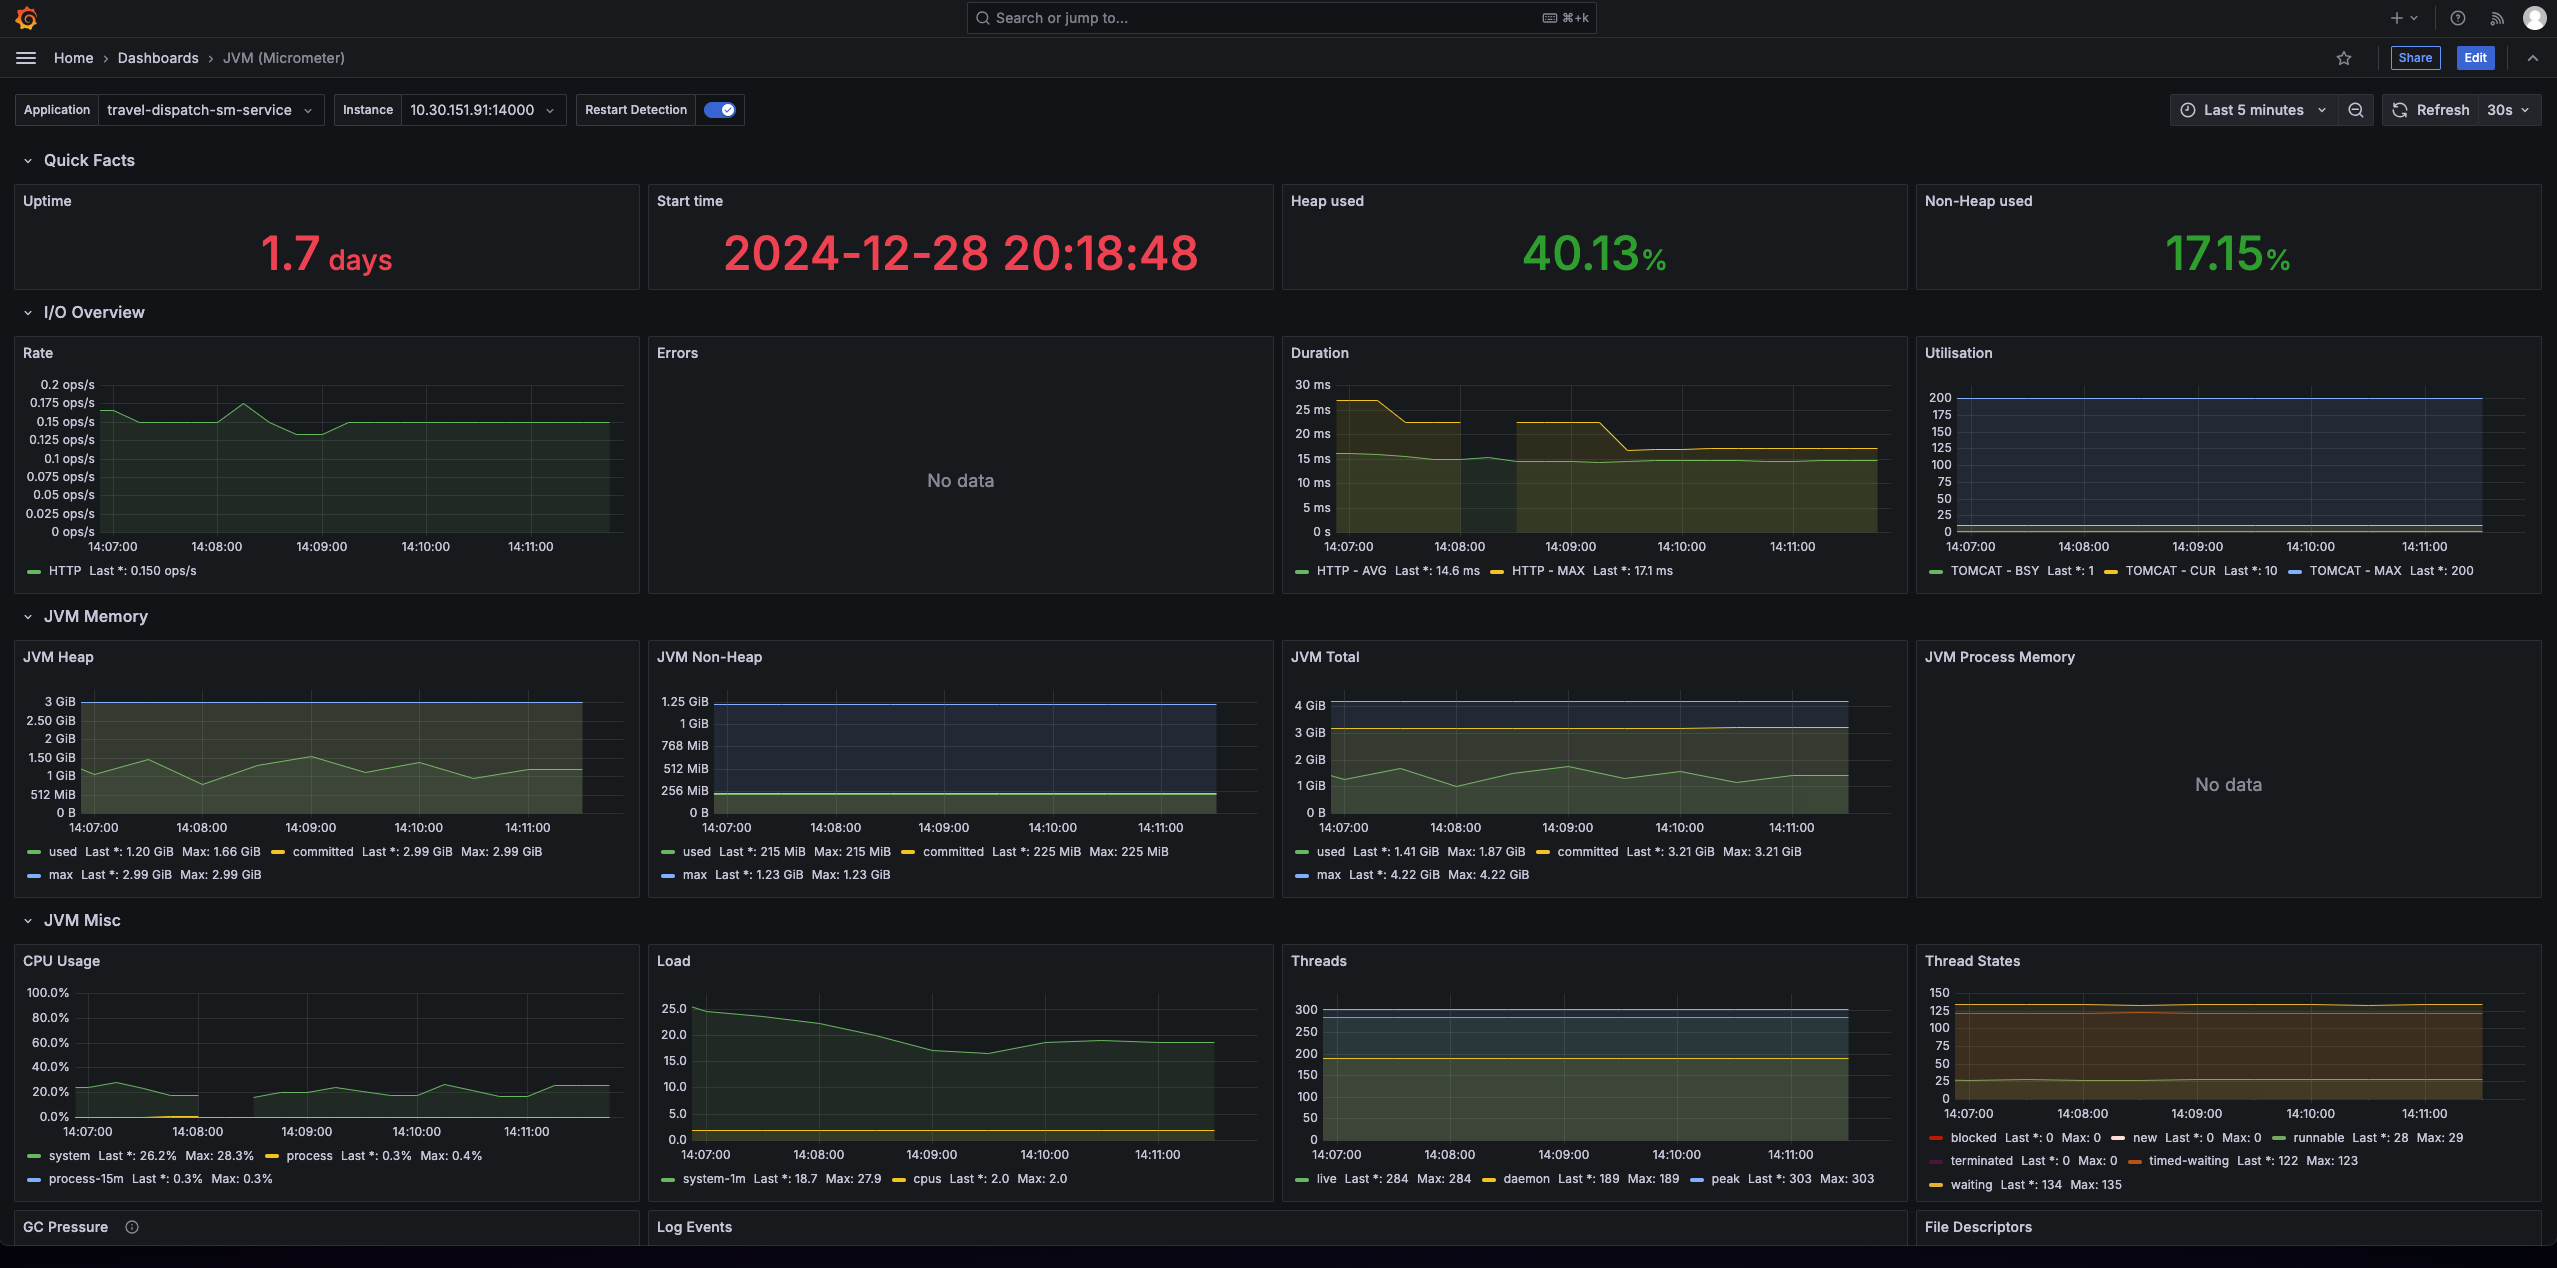 Search or jump to... ⌘+k
Home › Dashboards › JVM (Micrometer) Share Edit
Application travel-dispatch-sm-service Instance 10.30.151.91:14000 Restart Detection Last 5 minutes Refresh 30s
Quick Facts
Uptime
1.7 days
Start time
2024-12-28 20:18:48
Heap used
40.13%
Non-Heap used
17.15%
I/O Overview
Rate
0.2 ops/s
0.175 ops/s
0.15 ops/s
0.125 ops/s
0.1 ops/s
0.075 ops/s
0.05 ops/s
0.025 ops/s
0 ops/s
14:07:00 14:08:00 14:09:00 14:10:00 14:11:00
HTTP Last *: 0.150 ops/s
Errors
No data
Duration
30 ms
25 ms
20 ms
15 ms
10 ms
5 ms
0 s
14:07:00 14:08:00 14:09:00 14:10:00 14:11:00
HTTP - AVG Last *: 14.6 ms HTTP - MAX Last *: 17.1 ms
Utilisation
200
175
150
125
100
75
50
25
0
14:07:00 14:08:00 14:09:00 14:10:00 14:11:00
TOMCAT - BSY Last *: 1 TOMCAT - CUR Last *: 10 TOMCAT - MAX Last *: 200
JVM Memory
JVM Heap
3 GiB
2.50 GiB
2 GiB
1.50 GiB
1 GiB
512 MiB
0 B
14:07:00 14:08:00 14:09:00 14:10:00 14:11:00
used Last *: 1.20 GiB Max: 1.66 GiB committed Last *: 2.99 GiB Max: 2.99 GiB
max Last *: 2.99 GiB Max: 2.99 GiB
JVM Non-Heap
1.25 GiB
1 GiB
768 MiB
512 MiB
256 MiB
0 B
14:07:00 14:08:00 14:09:00 14:10:00 14:11:00
used Last *: 215 MiB Max: 215 MiB committed Last *: 225 MiB Max: 225 MiB
max Last *: 1.23 GiB Max: 1.23 GiB
JVM Total
4 GiB
3 GiB
2 GiB
1 GiB
0 B
14:07:00 14:08:00 14:09:00 14:10:00 14:11:00
used Last *: 1.41 GiB Max: 1.87 GiB committed Last *: 3.21 GiB Max: 3.21 GiB
max Last *: 4.22 GiB Max: 4.22 GiB
JVM Process Memory
No data
JVM Misc
CPU Usage
100.0%
80.0%
60.0%
40.0%
20.0%
0.0%
14:07:00 14:08:00 14:09:00 14:10:00 14:11:00
system Last *: 26.2% Max: 28.3% process Last *: 0.3% Max: 0.4%
process-15m Last *: 0.3% Max: 0.3%
Load
25.0
20.0
15.0
10.0
5.0
0.0
14:07:00 14:08:00 14:09:00 14:10:00 14:11:00
system-1m Last *: 18.7 Max: 27.9 cpus Last *: 2.0 Max: 2.0
Threads
300
250
200
150
100
50
0
14:07:00 14:08:00 14:09:00 14:10:00 14:11:00
live Last *: 284 Max: 284 daemon Last *: 189 Max: 189 peak Last *: 303 Max: 303
Thread States
150
125
100
75
50
25
0
14:07:00 14:08:00 14:09:00 14:10:00 14:11:00
blocked Last *: 0 Max: 0 new Last *: 0 Max: 0 runnable Last *: 28 Max: 29
terminated Last *: 0 Max: 0 timed-waiting Last *: 122 Max: 123
waiting Last *: 134 Max: 135
GC Pressure
Log Events
File Descriptors